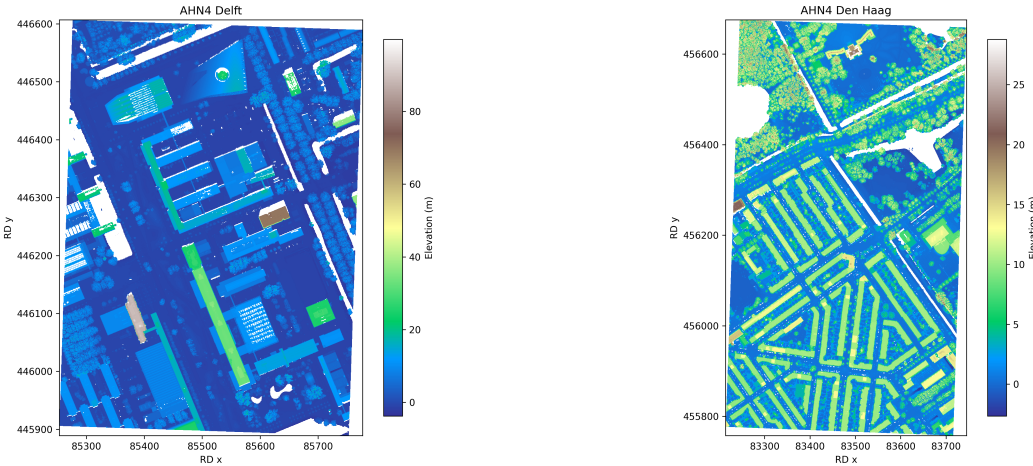 AHN4 Delft
446600
446500
446400
446300
446200
446100
446000
445900
RD y
85300 85400 85500 85600 85700
RD x
80
60
40
20
0
Elevation (m)
AHN4 Den Haag
456600
456400
456200
456000
455800
RD y
83300 83400 83500 83600 83700
RD x
25
20
15
10
5
0
Elevation (m)